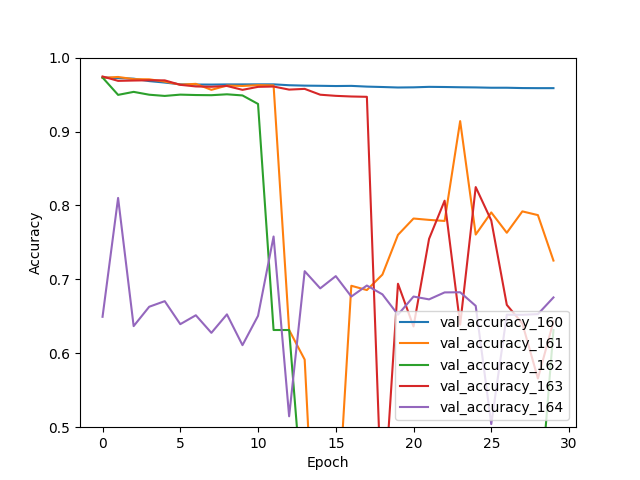 1.0
0.9
0.8
0.7
0.6
0.5
Accuracy
0
5
10
15
20
25
30
Epoch
val_accuracy_160
val_accuracy_161
val_accuracy_162
val_accuracy_163
val_accuracy_164